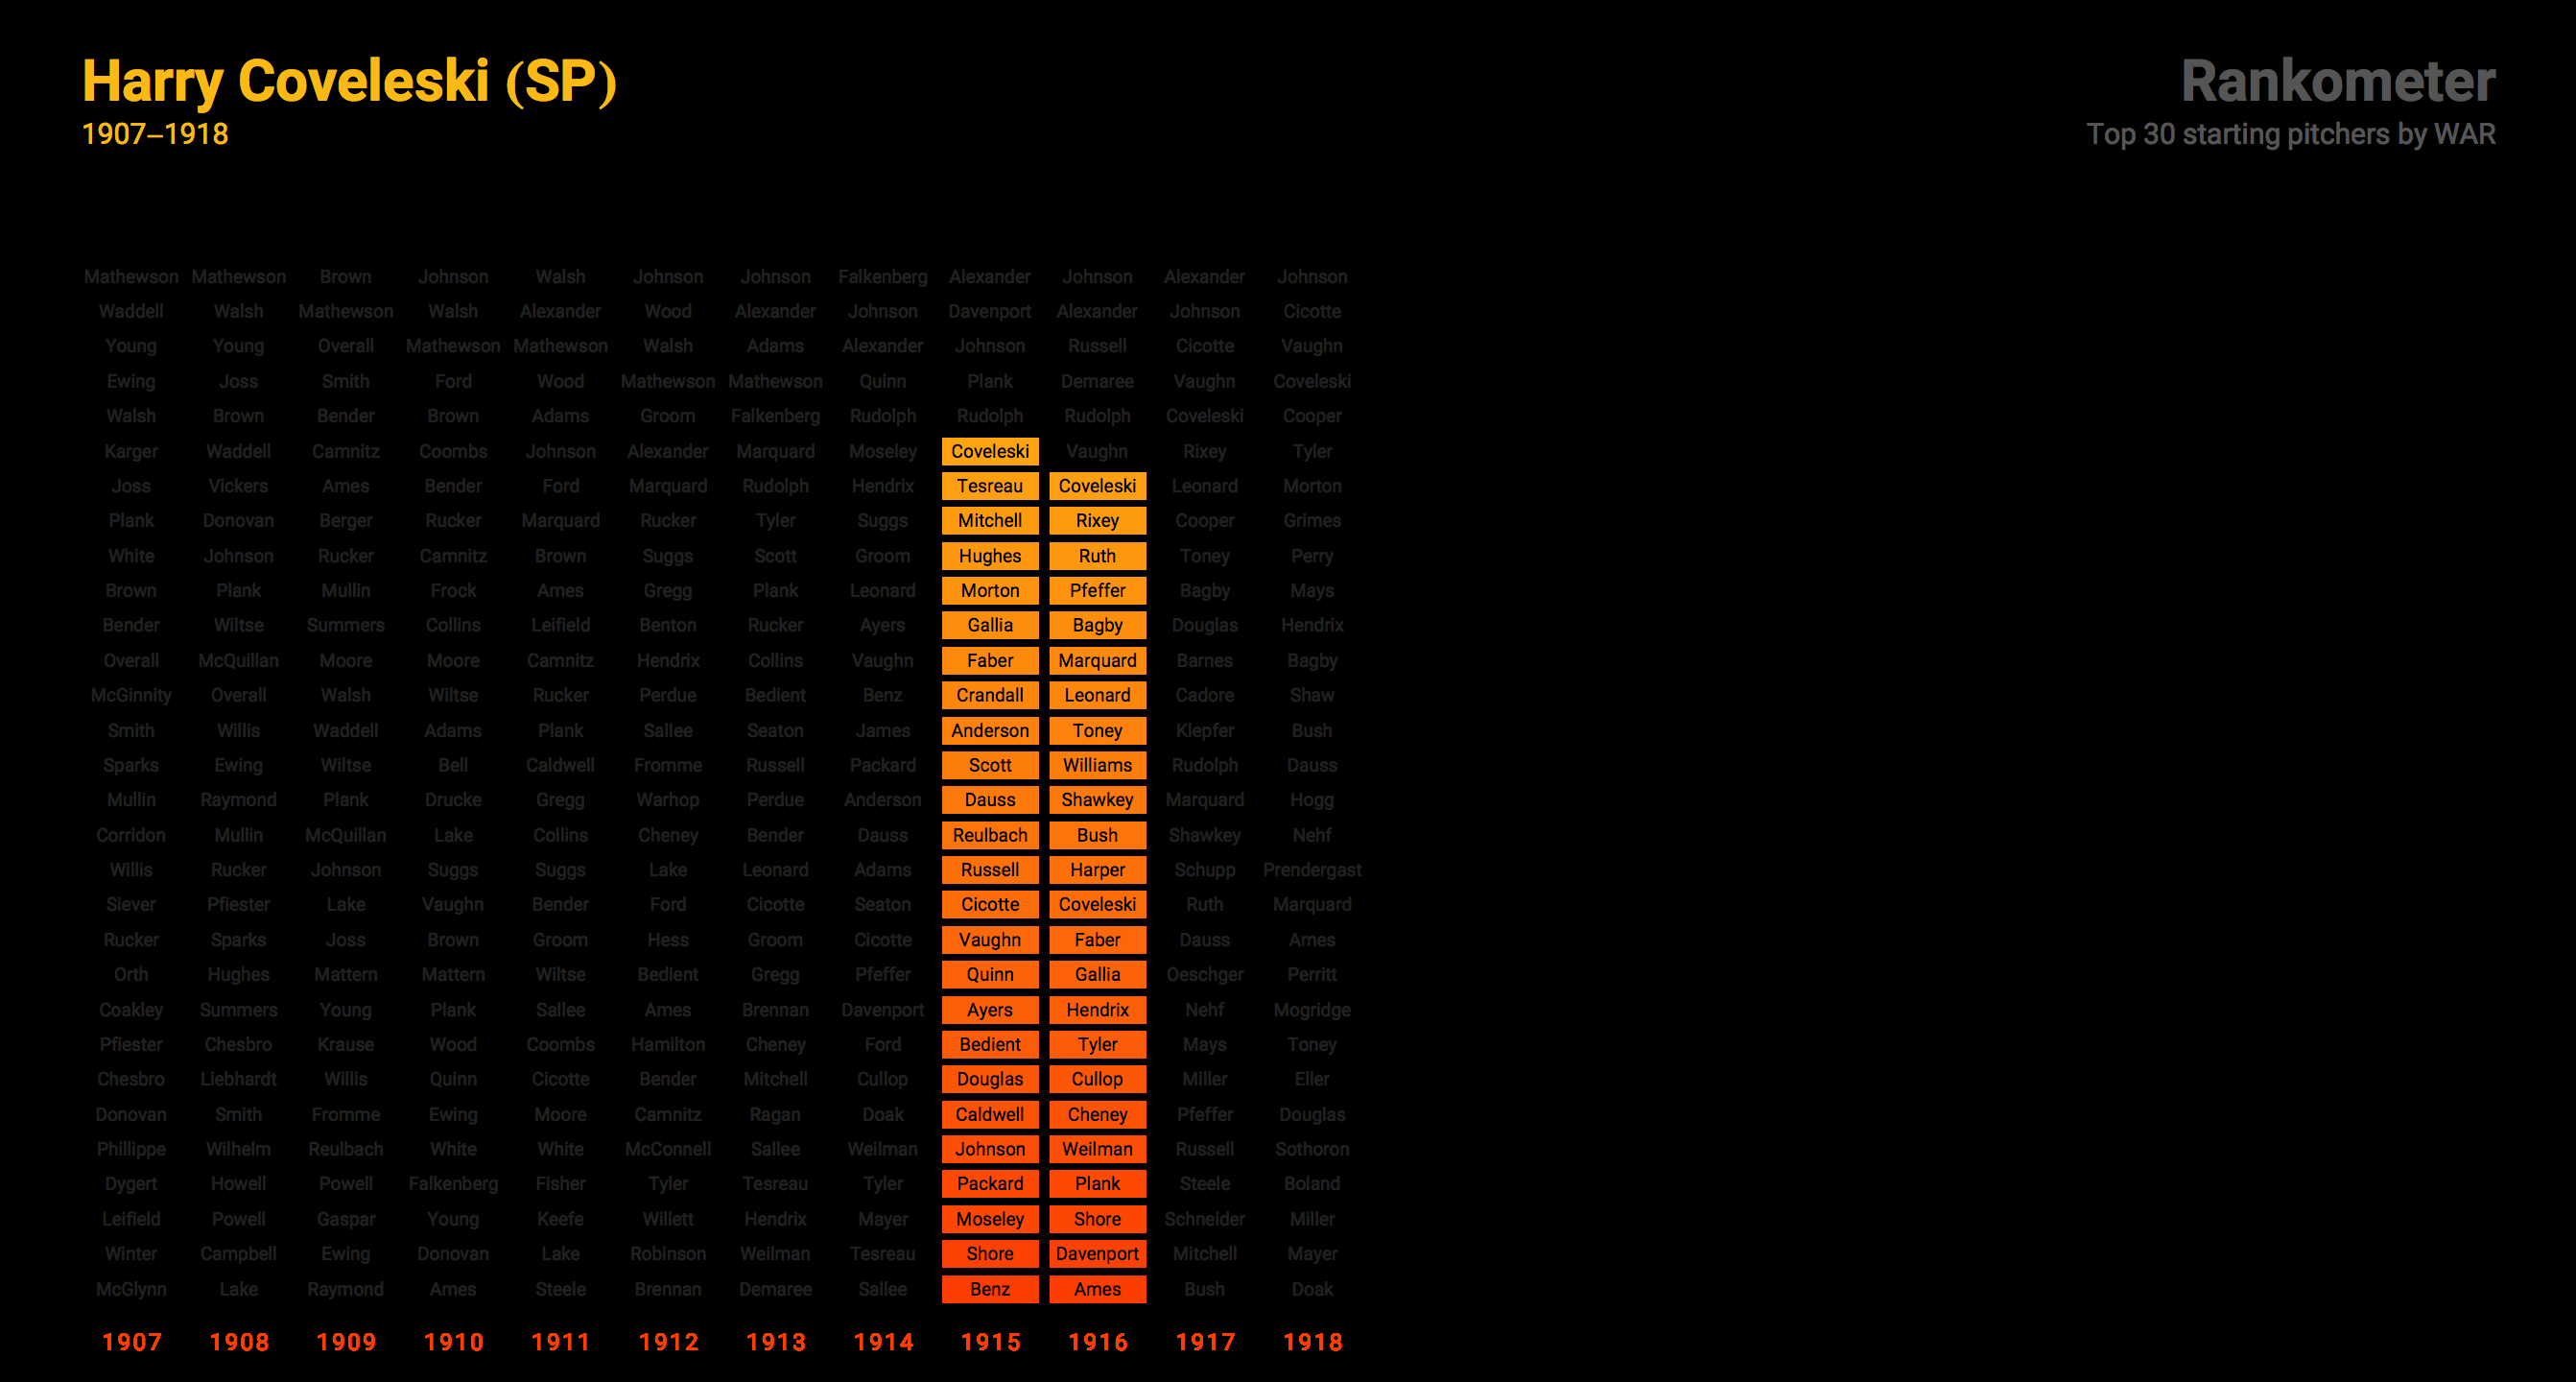 Harry Coveleski (SP)
1907–1918
Rankometer
Top 30 starting pitchers by WAR
Mathewson Mathewson Brown Johnson Walsh Johnson Johnson Falkenberg Alexander Johnson Alexander Johnson
Waddell Walsh Mathewson Walsh Alexander Wood Alexander Johnson Davenport Alexander Johnson Cicotte
Young Young Overall Mathewson Mathewson Walsh Adams Alexander Johnson Russell Cicotte Vaughn
Ewing Joss Smith Ford Wood Mathewson Mathewson Quinn Plank Demaree Vaughn Coveleski
Walsh Brown Bender Brown Adams Groom Falkenberg Rudolph Rudolph Rudolph Coveleski Cooper
Karger Waddell Camnitz Coombs Johnson Alexander Marquard Moseley Coveleski Vaughn Rixey Tyler
Joss Vickers Ames Bender Ford Marquard Rudolph Hendrix Tesreau Coveleski Leonard Morton
Plank Donovan Berger Rucker Marquard Rucker Tyler Suggs Mitchell Rixey Cooper Grimes
White Johnson Rucker Camnitz Brown Suggs Scott Groom Hughes Ruth Toney Perry
Brown Plank Mullin Frock Ames Gregg Plank Leonard Morton Pfeffer Bagby Mays
Bender Wiltse Summers Collins Leifield Benton Rucker Ayers Gallia Bagby Douglas Hendrix
Overall McQuillan Moore Moore Camnitz Hendrix Collins Vaughn Faber Marquard Barnes Bagby
McGinnity Overall Walsh Wiltse Rucker Perdue Bedient Benz Crandall Leonard Cadore Shaw
Smith Willis Waddell Adams Plank Sallee Seaton James Anderson Toney Klepfer Bush
Sparks Ewing Wiltse Bell Caldwell Fromme Russell Packard Scott Williams Rudolph Dauss
Mullin Raymond Plank Drucke Gregg Warhop Perdue Anderson Dauss Shawkey Marquard Hogg
Corridon Mullin McQuillan Lake Collins Cheney Bender Dauss Reulbach Bush Shawkey Nehf
Willis Rucker Johnson Suggs Suggs Lake Leonard Adams Russell Harper Schupp Prendergast
Slever Pfiester Lake Vaughn Bender Ford Cicotte Seaton Cicotte Coveleski Ruth Marquard
Rucker Sparks Joss Brown Groom Hess Groom Cicotte Vaughn Faber Dauss Ames
Orth Hughes Mattern Mattern Wiltse Bedient Gregg Pfeffer Quinn Gallia Oeschger Perritt
Coakley Summers Young Plank Sallee Ames Brennan Davenport Ayers Hendrix Nehf Mogridge
Pfiester Chesbro Krause Wood Coombs Hamilton Cheney Ford Bedient Tyler Mays Toney
Chesbro Liebhardt Willis Quinn Cicotte Bender Mitchell Cullop Douglas Cullop Miller Eller
Donovan Smith Fromme Ewing Moore Camnitz Ragan Doak Caldwell Cheney Pfeffer Douglas
Phillippe Wilhelm Reulbach White White McConnell Sallee Weilman Johnson Weilman Russell Sothoron
Dygert Howell Powell Falkenberg Fisher Tyler Tesreau Tyler Packard Plank Steele Boland
Leifield Powell Gaspar Young Keefe Willett Hendrix Mayer Moseley Shore Schneider Miller
Winter Campbell Ewing Donovan Lake Robinson Weilman Tesreau Shore Davenport Mitchell Mayer
McGlynn Lake Raymond Ames Steele Brennan Demaree Sallee Benz Ames Bush Doak
1907 1908 1909 1910 1911 1912 1913 1914 1915 1916 1917 1918